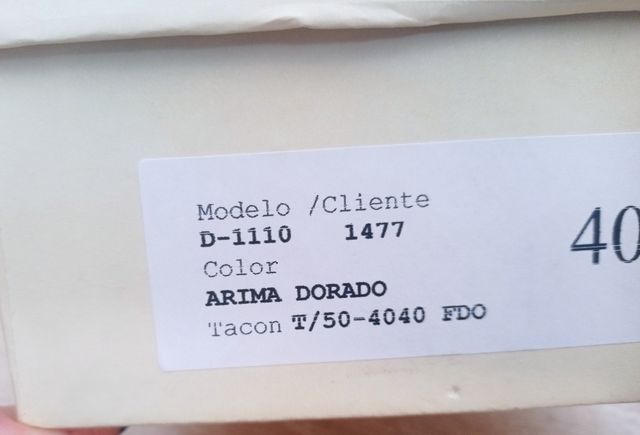 Modelo /Cliente
D-1110 1477
40
Color
ARIMA DORADO
Tacon T/50-4040 FDO